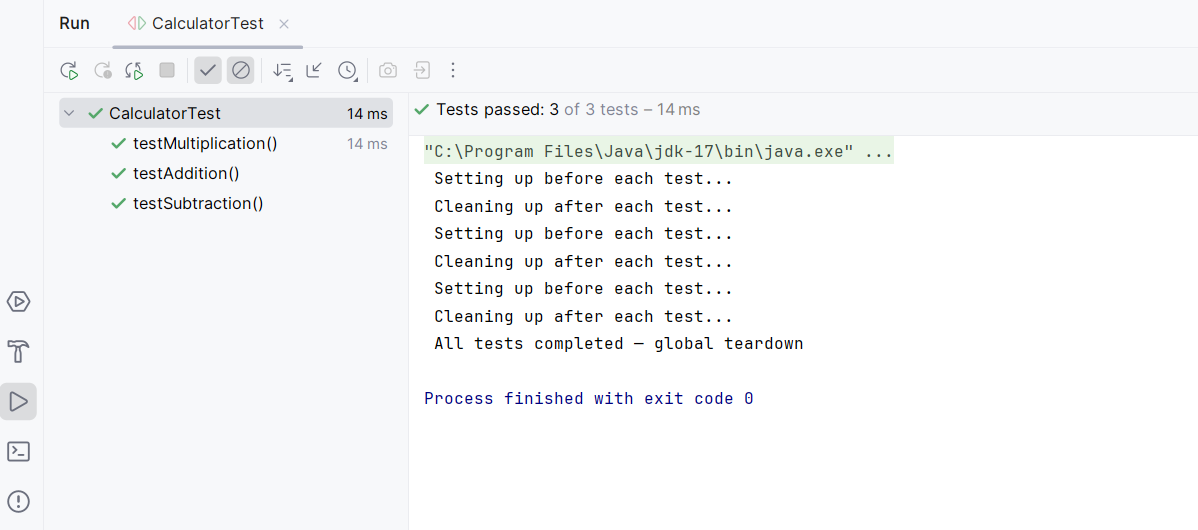 Run CalculatorTest
CalculatorTest 14 ms
testMultiplication() 14 ms
testAddition()
testSubtraction()
Tests passed: 3 of 3 tests – 14 ms
"C:\Program Files\Java\jdk-17\bin\java.exe" ...
Setting up before each test...
Cleaning up after each test...
Setting up before each test...
Cleaning up after each test...
Setting up before each test...
Cleaning up after each test...
All tests completed — global teardown
Process finished with exit code 0